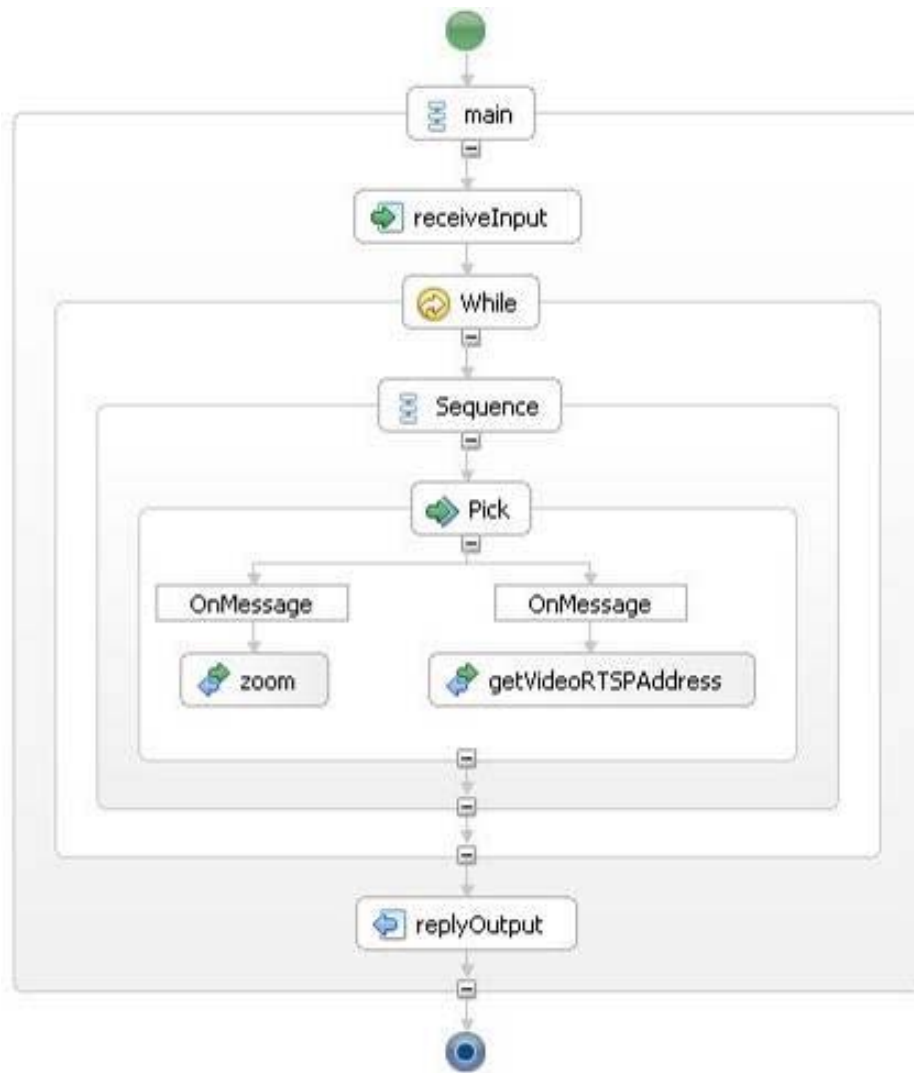 main
receiveInput
While
Sequence
Pick
OnMessage
OnMessage
zoom
getVideoRTSPAddress
replyOutput